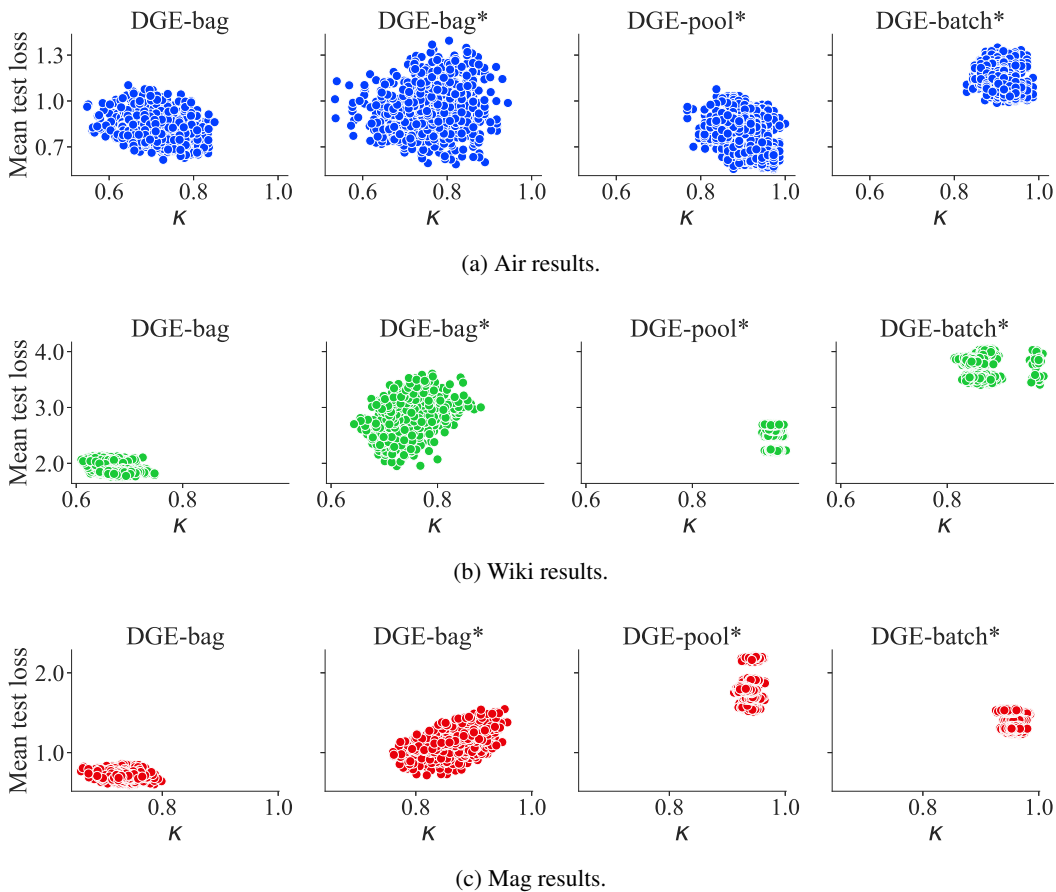 DGE-bag DGE-bag* DGE-pool* DGE-batch*
Mean test loss
1.3
1.0
0.7
0.6 0.8 1.0 0.6 0.8 1.0 0.6 0.8 1.0 0.6 0.8 1.0
κ κ κ κ
(a) Air results.
DGE-bag DGE-bag* DGE-pool* DGE-batch*
Mean test loss
4.0
3.0
2.0
0.6 0.8 0.6 0.8 0.6 0.8 0.6 0.8
κ κ κ κ
(b) Wiki results.
DGE-bag DGE-bag* DGE-pool* DGE-batch*
Mean test loss
2.0
1.0
0.8 1.0 0.8 1.0 0.8 1.0 0.8 1.0
κ κ κ κ
(c) Mag results.